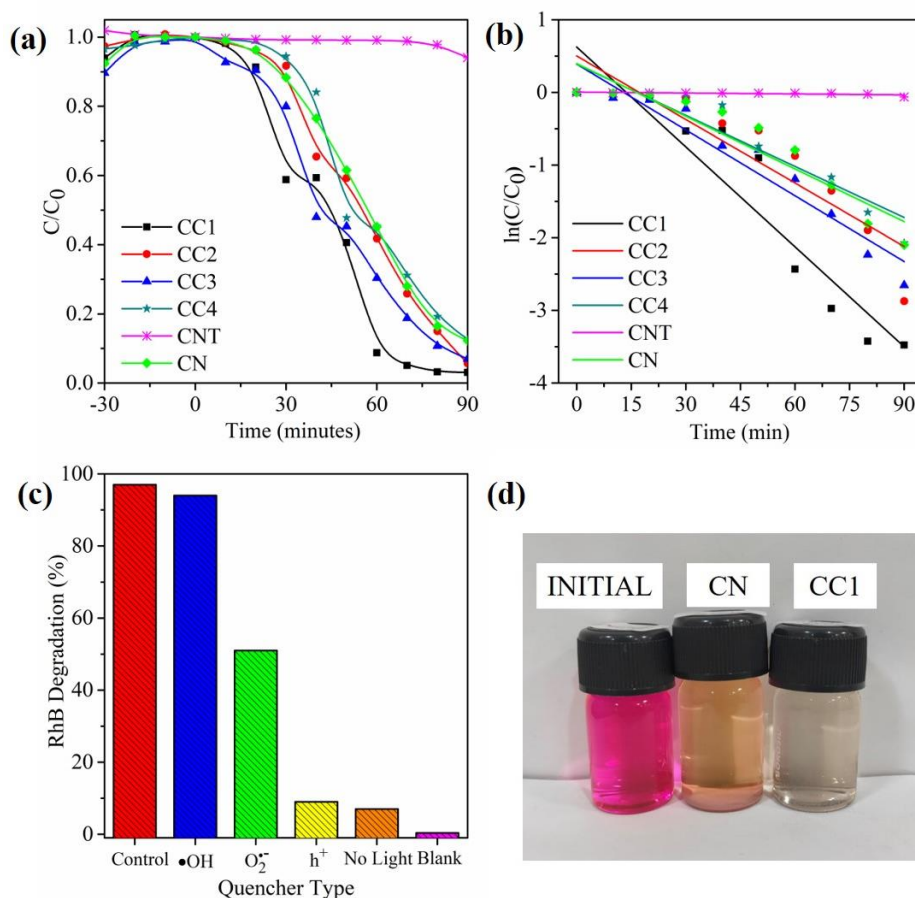 (a)
C/C0
1.0
0.8
0.6
0.4
0.2
0.0
CC1
CC2
CC3
CC4
CNT
CN
-30 0 30 60 90
Time (minutes)
(b)
ln(C/C0)
1
0
-1
-2
-3
-4
CC1
CC2
CC3
CC4
CNT
CN
0 15 30 45 60 75 90
Time (min)
(c)
RhB Degradation (%)
100
80
60
40
20
0
Control •OH O2•- h+ No Light Blank
Quencher Type
(d)
INITIAL CN CC1